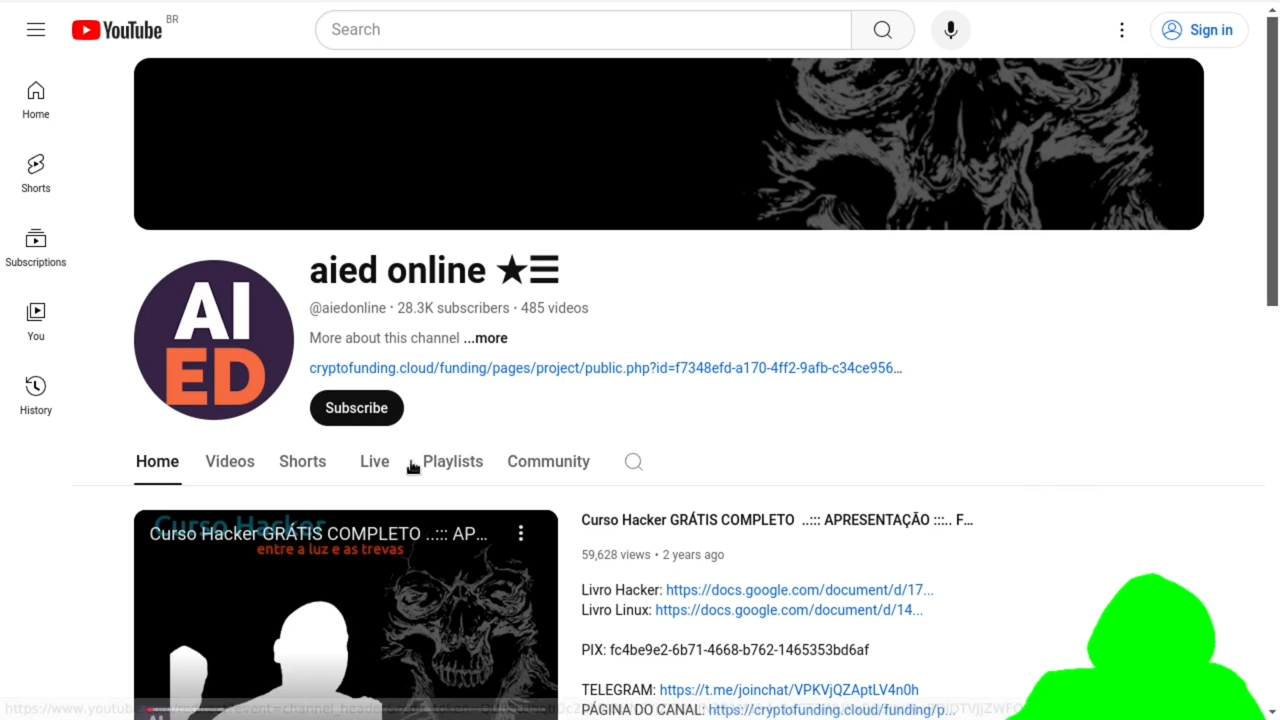 YouTube BR
Search
Sign in
Home
Shorts
Subscriptions
You
History
aied online ★☰
@aiedonline · 28.3K subscribers · 485 videos
More about this channel ...more
cryptofunding.cloud/funding/pages/project/public.php?id=f7348efd-a170-4ff2-9afb-c34ce956...
Subscribe
AI
ED
Home Videos Shorts Live Playlists Community
Curso Hacker
Curso Hacker GRÁTIS COMPLETO ..::: AP...
entre a luz e as trevas
Curso Hacker GRÁTIS COMPLETO ..::: APRESENTAÇÃO :::.. F...
59,628 views • 2 years ago
Livro Hacker: https://docs.google.com/document/d/17...
Livro Linux: https://docs.google.com/document/d/14...
PIX: fc4be9e2-6b71-4668-b762-1465353bd6af
TELEGRAM: https://t.me/joinchat/VPKVjQZAptLV4n0h
PÁGINA DO CANAL: https://cryptofunding.cloud/funding/p...